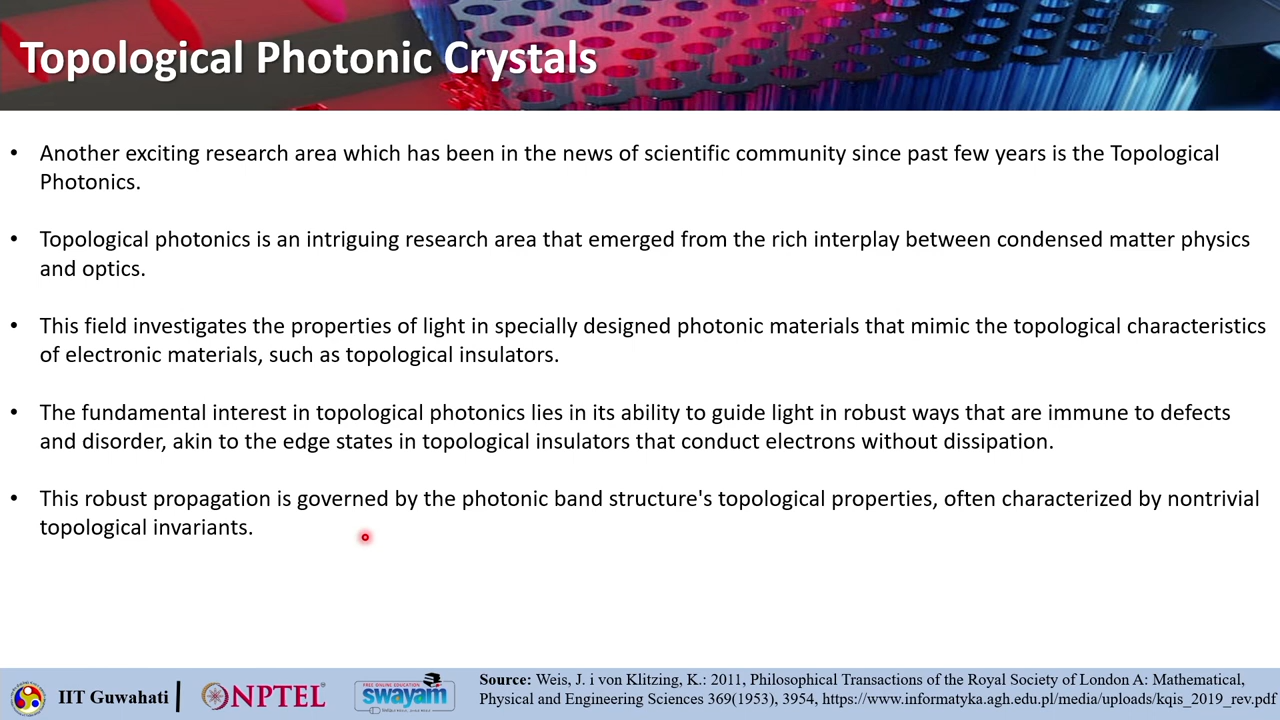 Topological Photonic Crystals
• Another exciting research area which has been in the news of scientific community since past few years is the Topological
Photonics.
• Topological photonics is an intriguing research area that emerged from the rich interplay between condensed matter physics
and optics.
• This field investigates the properties of light in specially designed photonic materials that mimic the topological characteristics
of electronic materials, such as topological insulators.
• The fundamental interest in topological photonics lies in its ability to guide light in robust ways that are immune to defects
and disorder, akin to the edge states in topological insulators that conduct electrons without dissipation.
• This robust propagation is governed by the photonic band structure's topological properties, often characterized by nontrivial
topological invariants.
IIT Guwahati
NPTEL
FREE ONLINE EDUCATION
swayam
Source: Weis, J. i von Klitzing, K.: 2011, Philosophical Transactions of the Royal Society of London A: Mathematical,
Physical and Engineering Sciences 369(1953), 3954, https://www.informatyka.agh.edu.pl/media/uploads/kqis_2019_rev.pdf